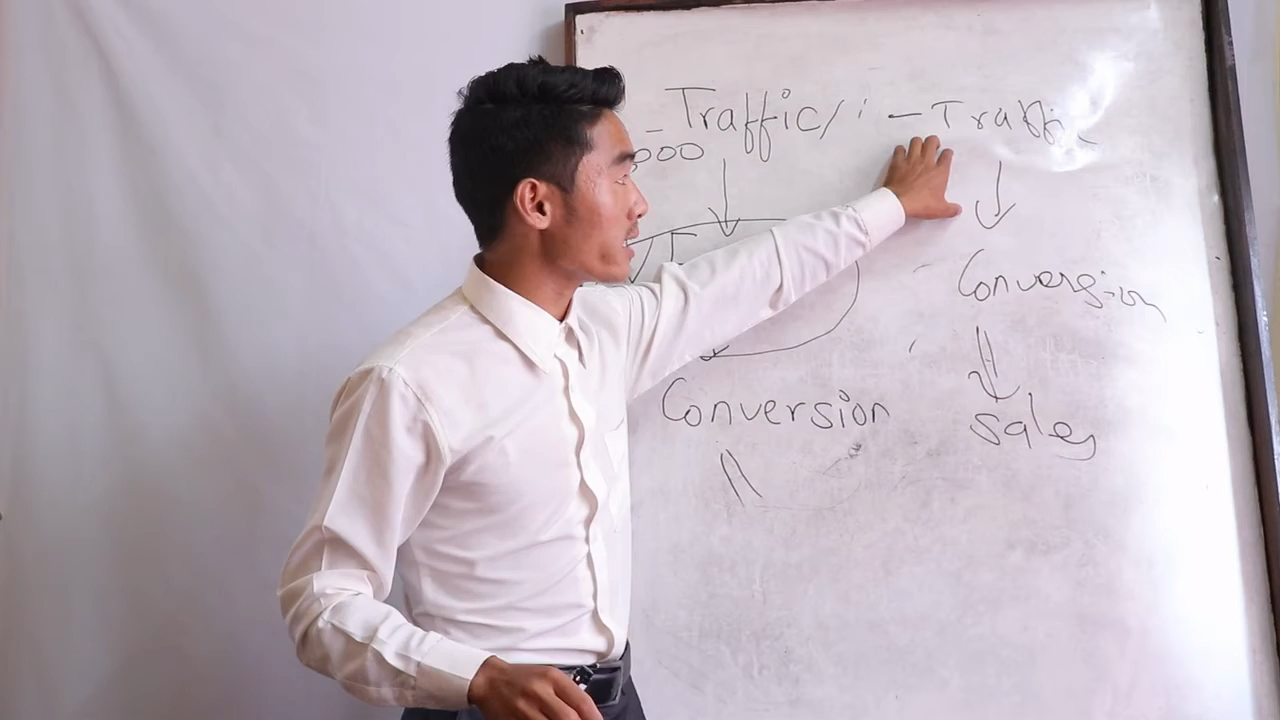 - Traffic/ - Traffic
000
Conversion
Conversion
Sales